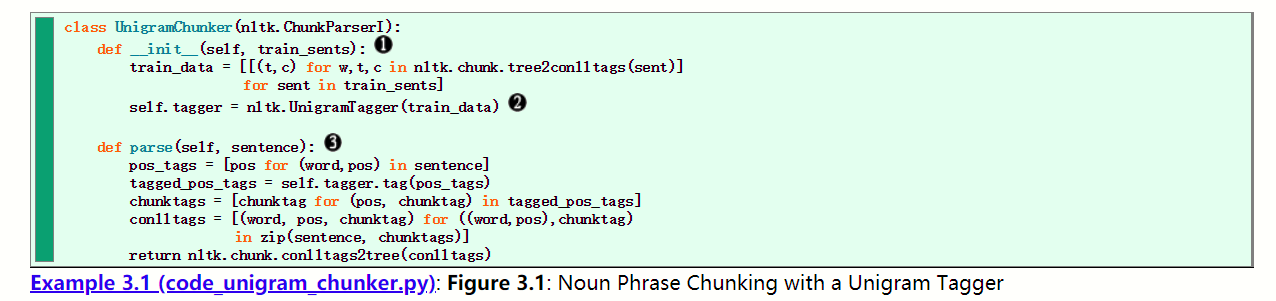 class UnigramChunker(nltk.ChunkParserI):
    def __init__(self, train_sents): ❶
        train_data = [[(t,c) for w,t,c in nltk.chunk.tree2conlltags(sent)]
                      for sent in train_sents]
        self.tagger = nltk.UnigramTagger(train_data) ❷
    def parse(self, sentence): ❸
        pos_tags = [pos for (word,pos) in sentence]
        tagged_pos_tags = self.tagger.tag(pos_tags)
        chunktags = [chunktag for (pos, chunktag) in tagged_pos_tags]
        conlltags = [(word, pos, chunktag) for ((word,pos),chunktag)
                     in zip(sentence, chunktags)]
        return nltk.chunk.conlltags2tree(conlltags)
Example 3.1 (code_unigram_chunker.py): Figure 3.1: Noun Phrase Chunking with a Unigram Tagger